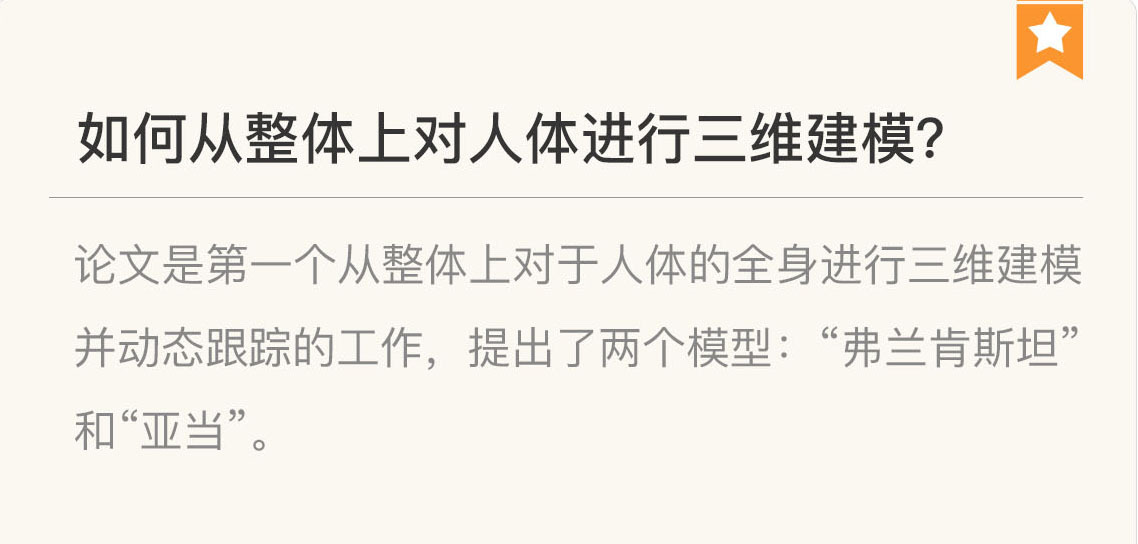 如何从整体上对人体进行三维建模?
论文是第一个从整体上对于人体的全身进行三维建模
并动态跟踪的工作，提出了两个模型：“弗兰肯斯坦”
和“亚当”。